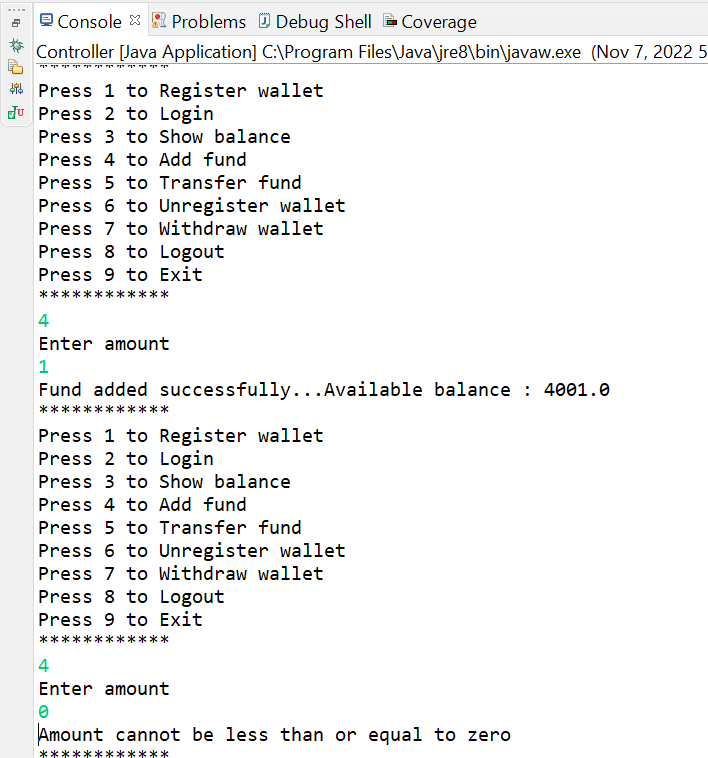 Console Problems Debug Shell Coverage
Controller [Java Application] C:\Program Files\Java\jre8\bin\javaw.exe (Nov 7, 2022 5
************
Press 1 to Register wallet
Press 2 to Login
Press 3 to Show balance
Press 4 to Add fund
Press 5 to Transfer fund
Press 6 to Unregister wallet
Press 7 to Withdraw wallet
Press 8 to Logout
Press 9 to Exit
************
4
Enter amount
1
Fund added successfully...Available balance : 4001.0
************
Press 1 to Register wallet
Press 2 to Login
Press 3 to Show balance
Press 4 to Add fund
Press 5 to Transfer fund
Press 6 to Unregister wallet
Press 7 to Withdraw wallet
Press 8 to Logout
Press 9 to Exit
************
4
Enter amount
0
Amount cannot be less than or equal to zero
************